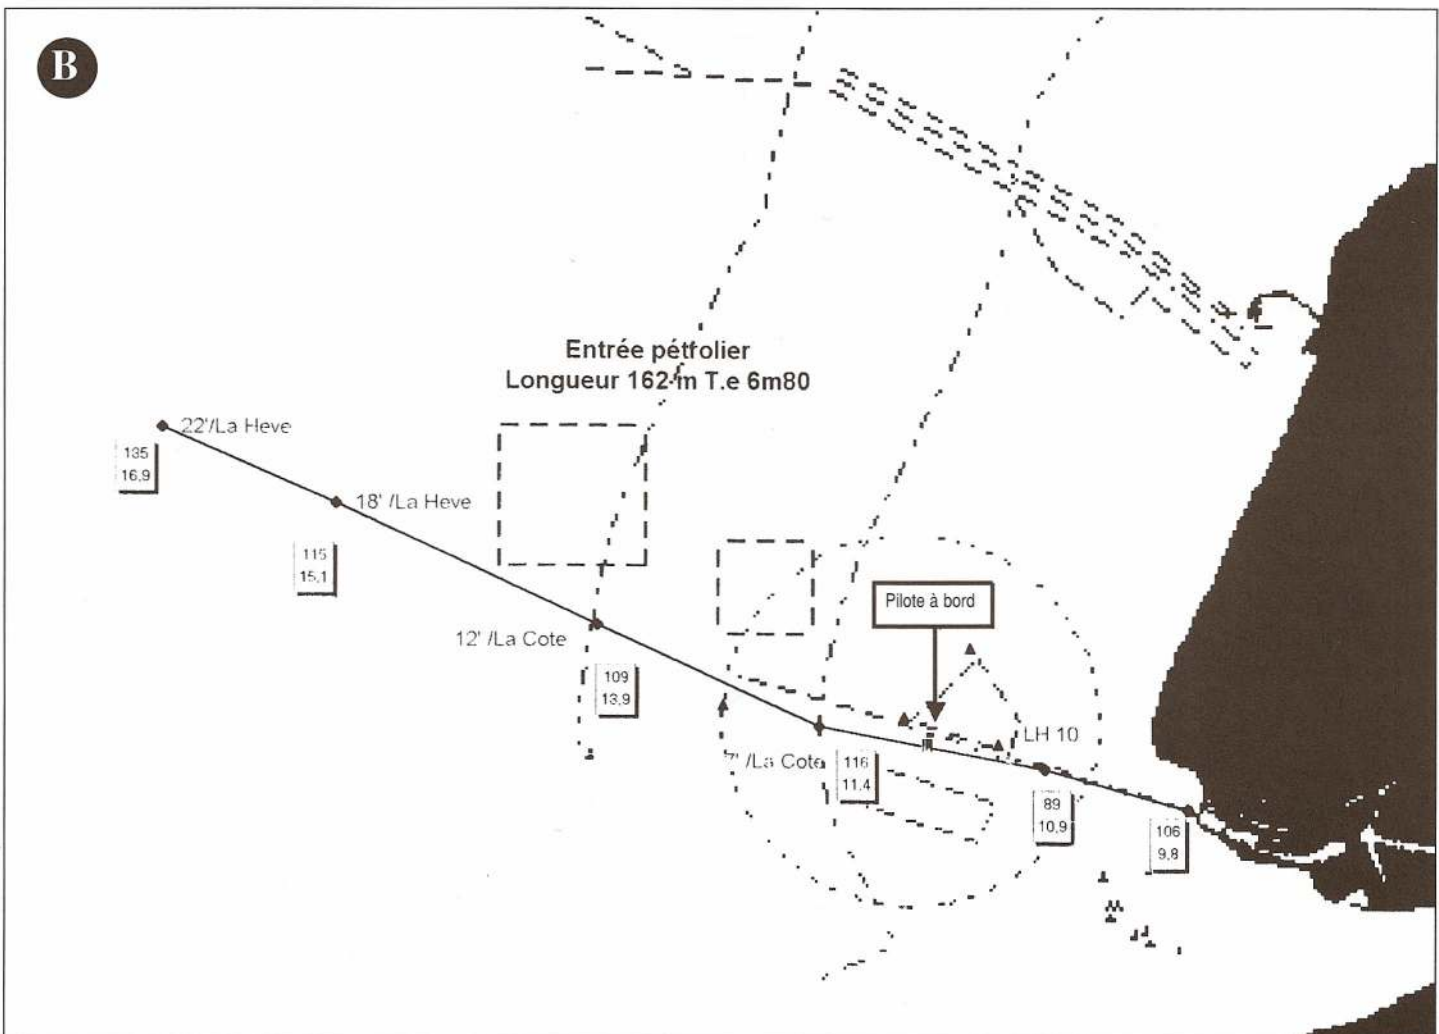 B
Entrée pétrolier
Longueur 162 m T.e 6m80
22'/La Heve
135
16,9
18' /La Heve
115
15,1
12' /La Cote
109
13,9
Pilote à bord
LH 10
7' /La Cote
116
11,4
89
10,9
106
9,8